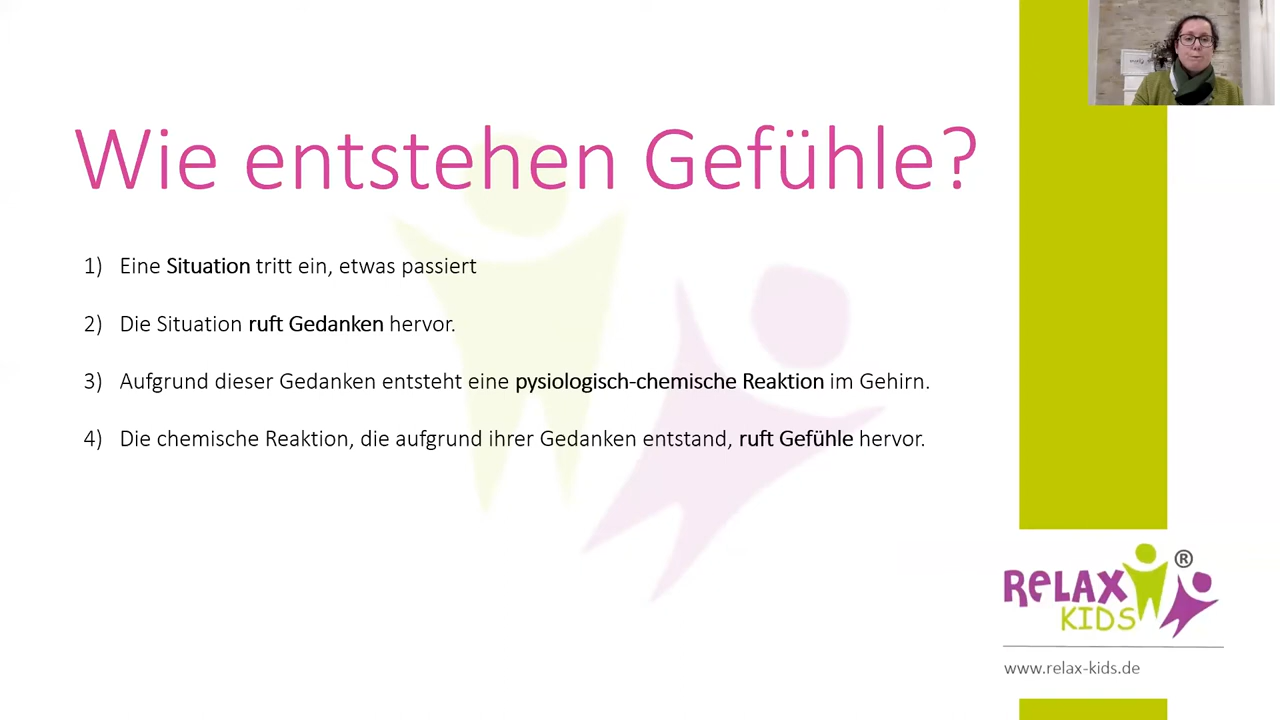 Wie entstehen Gefühle?
1) Eine Situation tritt ein, etwas passiert
2) Die Situation ruft Gedanken hervor.
3) Aufgrund dieser Gedanken entsteht eine pysiologisch-chemische Reaktion im Gehirn.
4) Die chemische Reaktion, die aufgrund ihrer Gedanken entstand, ruft Gefühle hervor.
ReLAX ®
KIDS
www.relax-kids.de